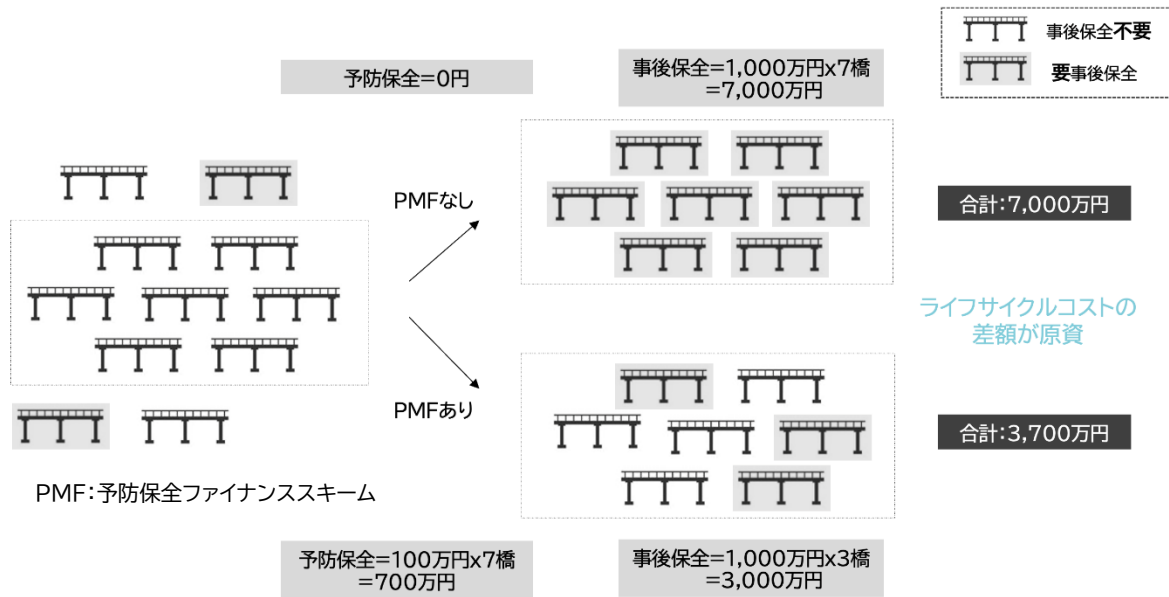 事後保全不要
要事後保全
予防保全=0円
事後保全=1,000万円x7橋
=7,000万円
PMFなし
合計:7,000万円
ライフサイクルコストの
差額が原資
PMFあり
合計:3,700万円
PMF:予防保全ファイナンススキーム
予防保全=100万円x7橋
=700万円
事後保全=1,000万円x3橋
=3,000万円